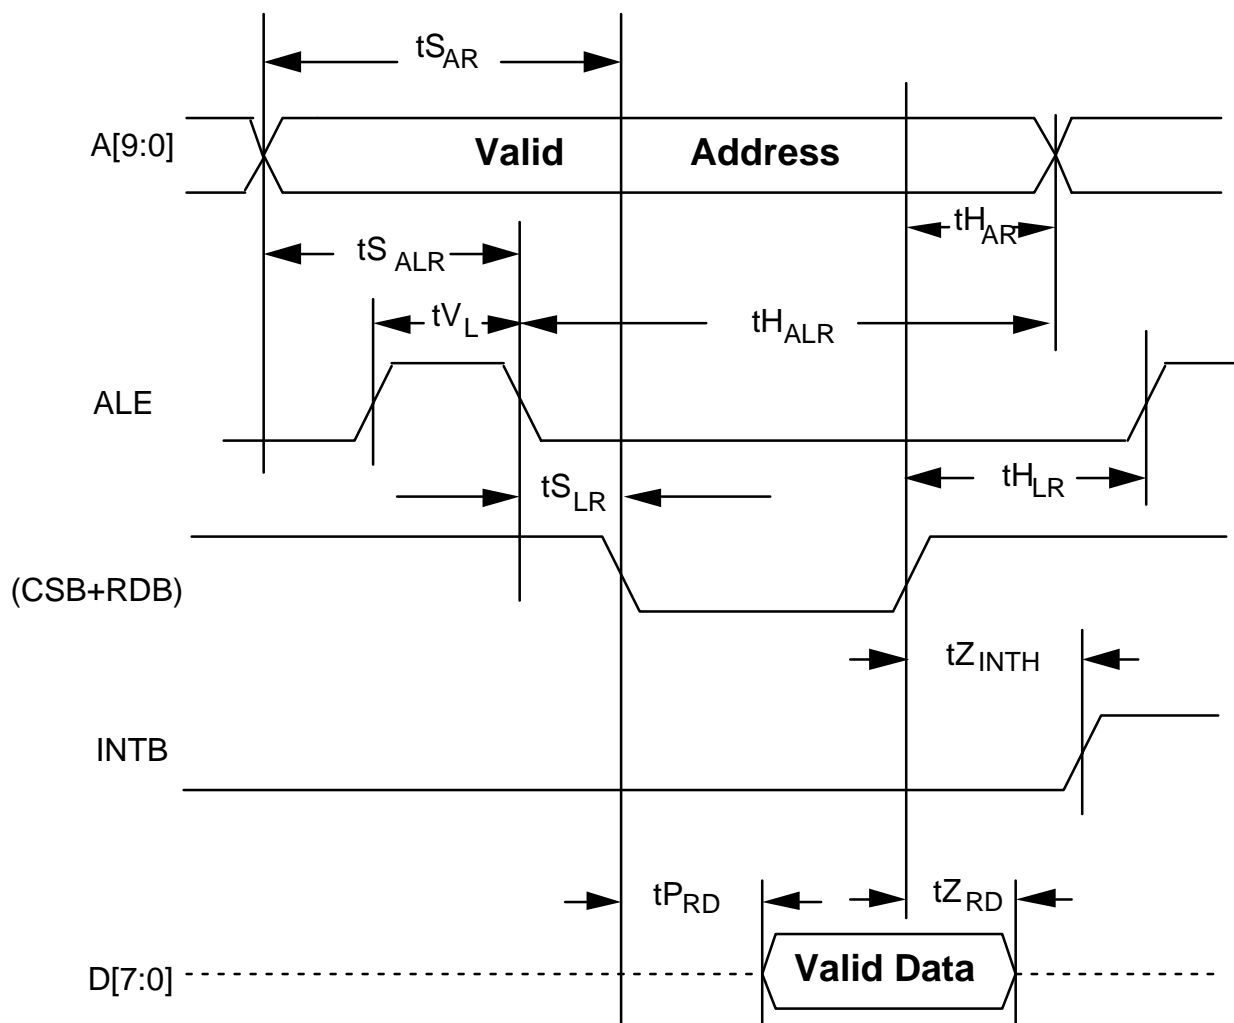 tSAR
A[9:0]
Valid Address
tHAR
tSALR
tVL
tHALR
ALE
tSLR
tHLR
(CSB+RDB)
tZINTH
INTB
tPRD
tZRD
D[7:0]
Valid Data